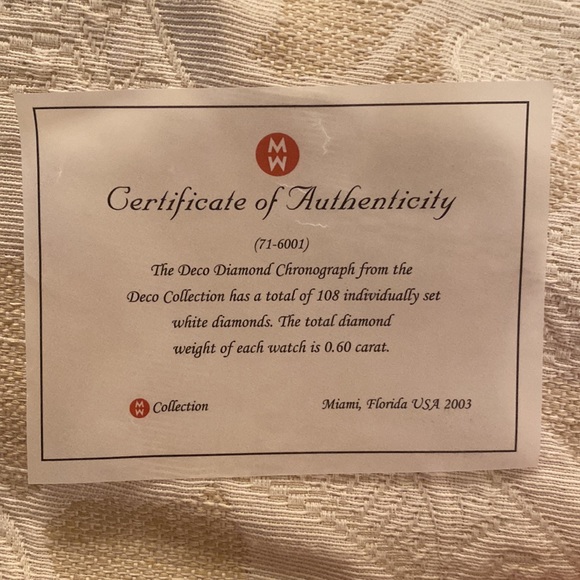 MW
Certificate of Authenticity
(71-6001)
The Deco Diamond Chronograph from the
Deco Collection has a total of 108 individually set
white diamonds. The total diamond
weight of each watch is 0.60 carat.
MW Collection Miami, Florida USA 2003